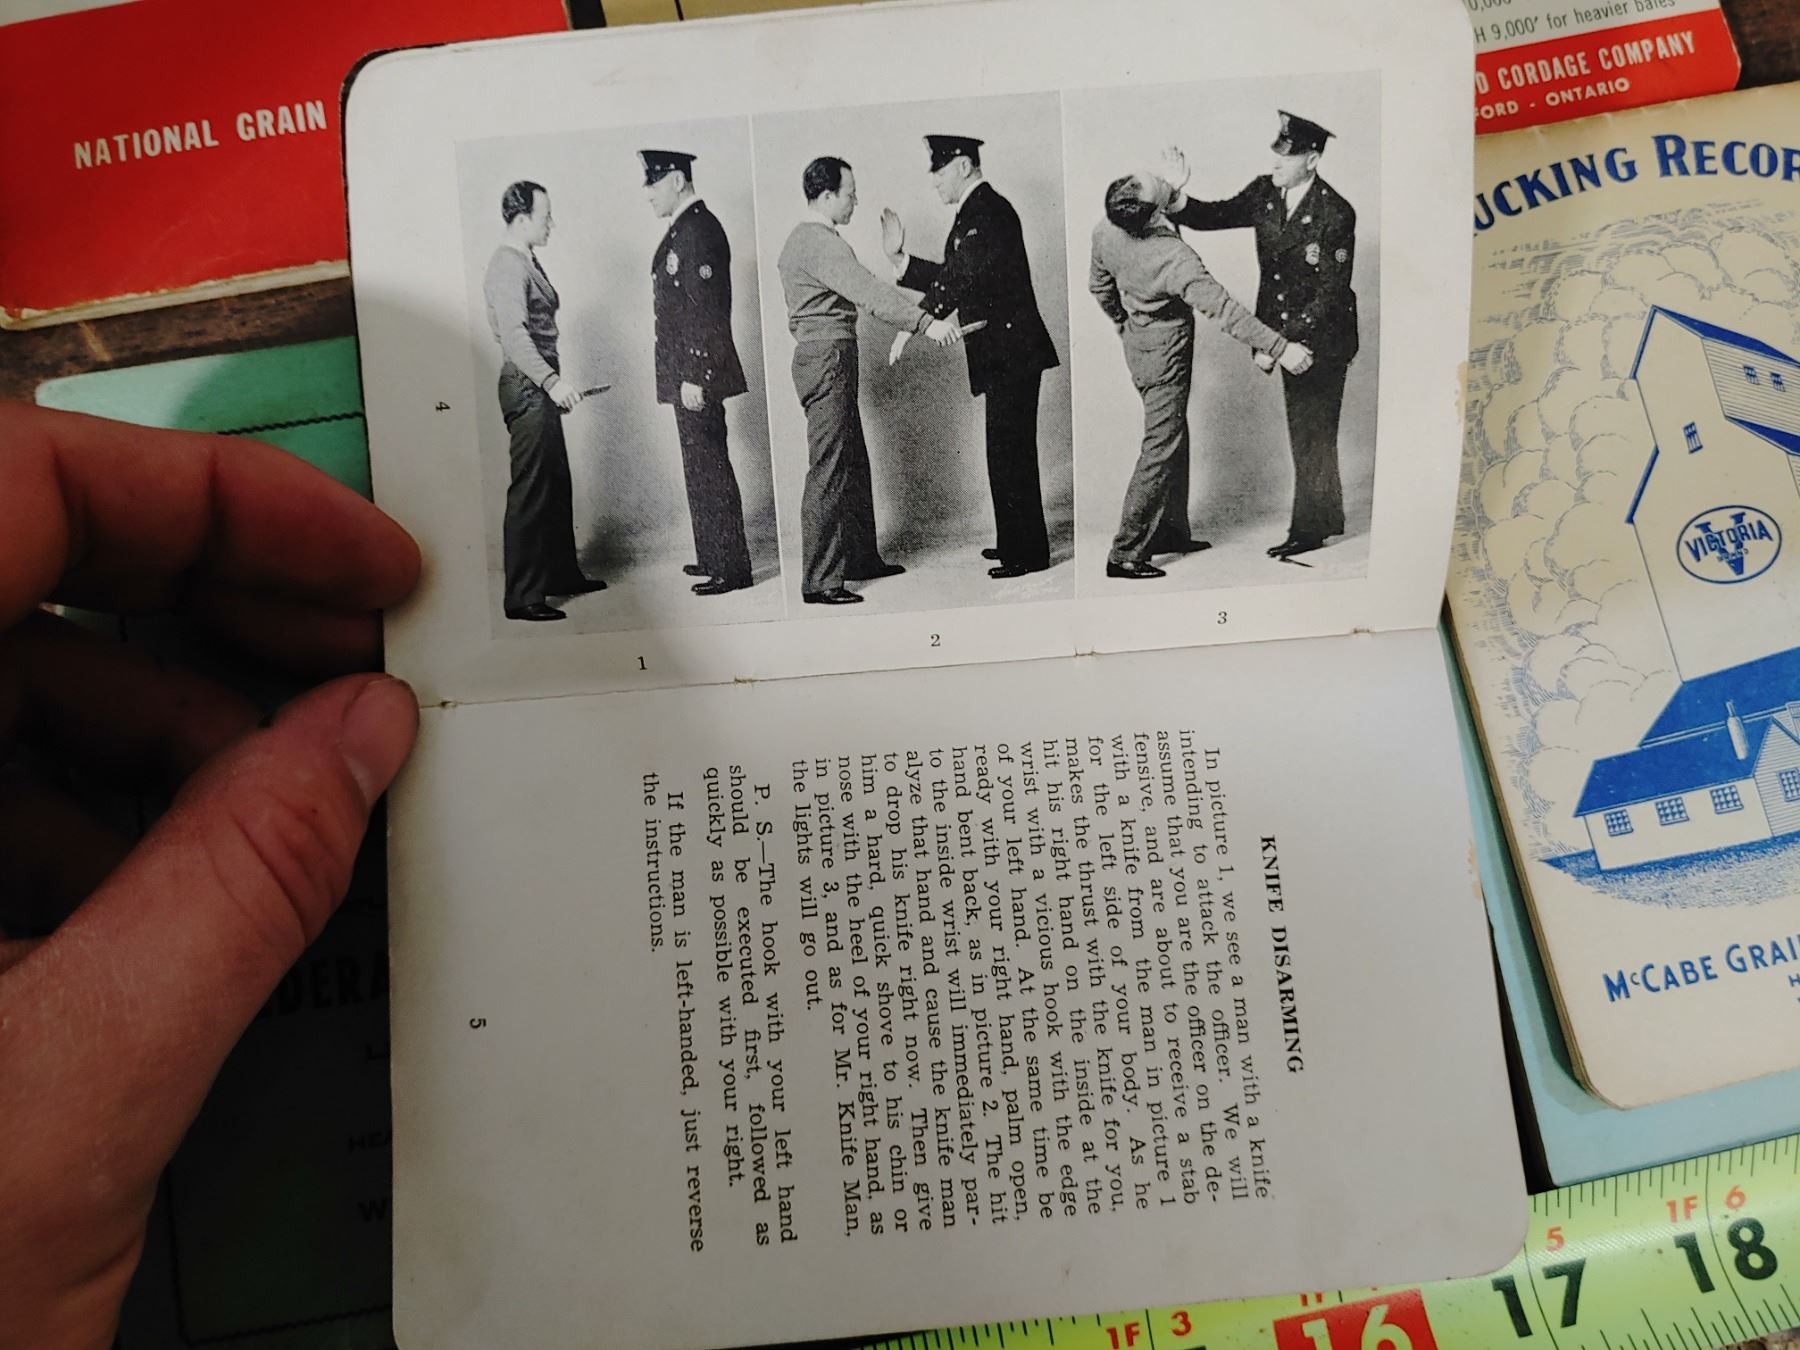 NATIONAL GRAIN
H 9,000' for heavier bales
CORDAGE COMPANY
FORD - ONTARIO
UCKING RECOR
VICTORIA
V
McCABE GRAI
4
1
2
3
KNIFE DISARMING
In picture 1, we see a man with a knife
intending to attack the officer. We will
assume that you are the officer on the de-
fensive, and are about to receive a stab
with a knife from the man in picture 1
for the left side of your body. As he
makes the thrust with the knife for you,
hit his right hand on the inside at the
wrist with a vicious hook with the edge
of your left hand. At the same time be
ready with your right hand, palm open,
hand bent back, as in picture 2. The hit
to the inside wrist will immediately par-
alyze that hand and cause the knife man
to drop his knife right now. Then give
him a hard, quick shove to his chin or
nose with the heel of your right hand, as
in picture 3, and as for Mr. Knife Man,
the lights will go out.
P. S.—The hook with your left hand
should be executed first, followed as
quickly as possible with your right.
If the man is left-handed, just reverse
the instructions.
5
DERA
3
1F
16
5
17
1F
6
18